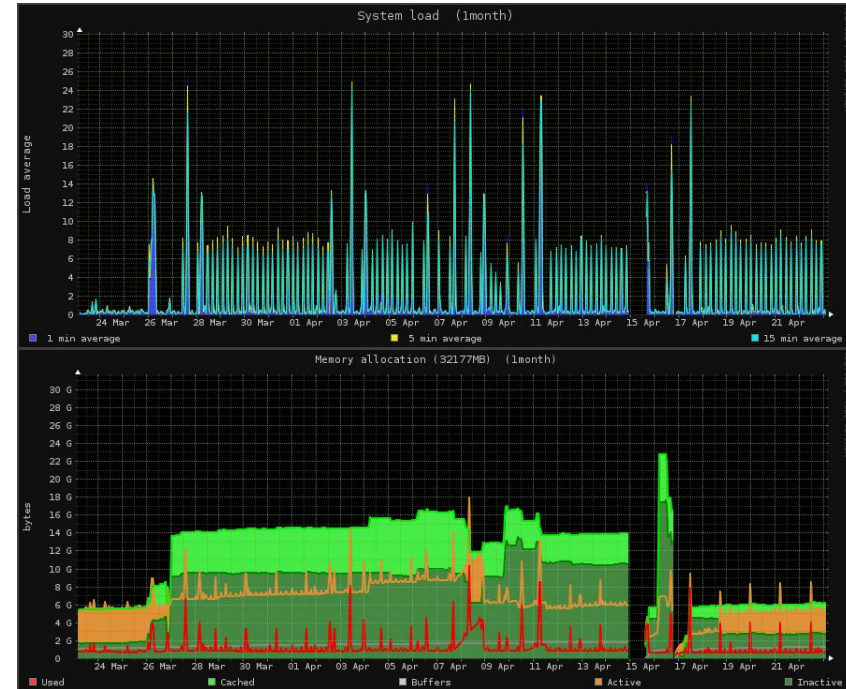 System load  (1month)
30
28
26
24
22
20
18
16
14
12
10
8
6
4
2
0
Load average
24 Mar 26 Mar 28 Mar 30 Mar 01 Apr 03 Apr 05 Apr 07 Apr 09 Apr 11 Apr 13 Apr 15 Apr 17 Apr 19 Apr 21 Apr
1 min average 5 min average 15 min average
Memory allocation (32177MB)  (1month)
30 G
28 G
26 G
24 G
22 G
20 G
18 G
16 G
14 G
12 G
10 G
8 G
6 G
4 G
2 G
0
bytes
24 Mar 26 Mar 28 Mar 30 Mar 01 Apr 03 Apr 05 Apr 07 Apr 09 Apr 11 Apr 13 Apr 15 Apr 17 Apr 19 Apr 21 Apr
Used Cached Buffers Active Inactive